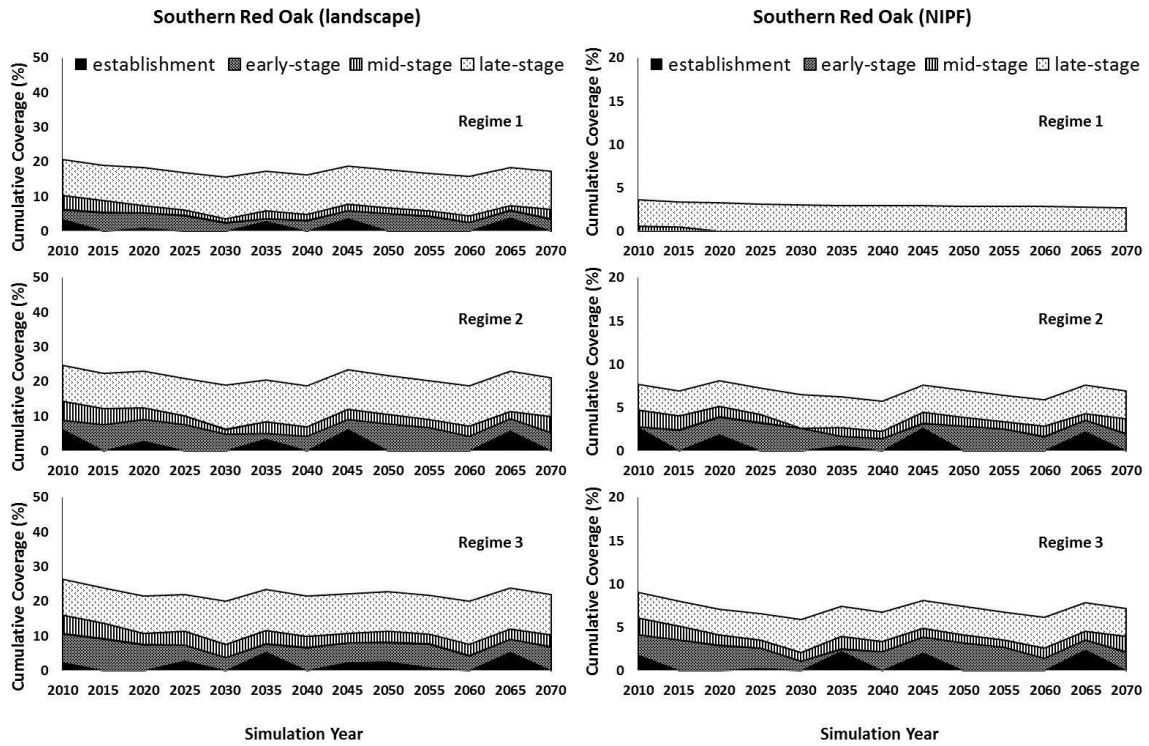 Southern Red Oak (landscape)
Cumulative Coverage (%)
50
40
30
20
10
0
establishment early-stage mid-stage late-stage
Regime 1
2010 2015 2020 2025 2030 2035 2040 2045 2050 2055 2060 2065 2070
Cumulative Coverage (%)
50
40
30
20
10
0
Regime 2
2010 2015 2020 2025 2030 2035 2040 2045 2050 2055 2060 2065 2070
Cumulative Coverage (%)
50
40
30
20
10
0
Regime 3
2010 2015 2020 2025 2030 2035 2040 2045 2050 2055 2060 2065 2070
Simulation Year
Southern Red Oak (NIPF)
Cumulative Coverage (%)
20
15
10
5
0
establishment early-stage mid-stage late-stage
Regime 1
2010 2015 2020 2025 2030 2035 2040 2045 2050 2055 2060 2065 2070
Cumulative Coverage (%)
20
15
10
5
0
Regime 2
2010 2015 2020 2025 2030 2035 2040 2045 2050 2055 2060 2065 2070
Cumulative Coverage (%)
20
15
10
5
0
Regime 3
2010 2015 2020 2025 2030 2035 2040 2045 2050 2055 2060 2065 2070
Simulation Year